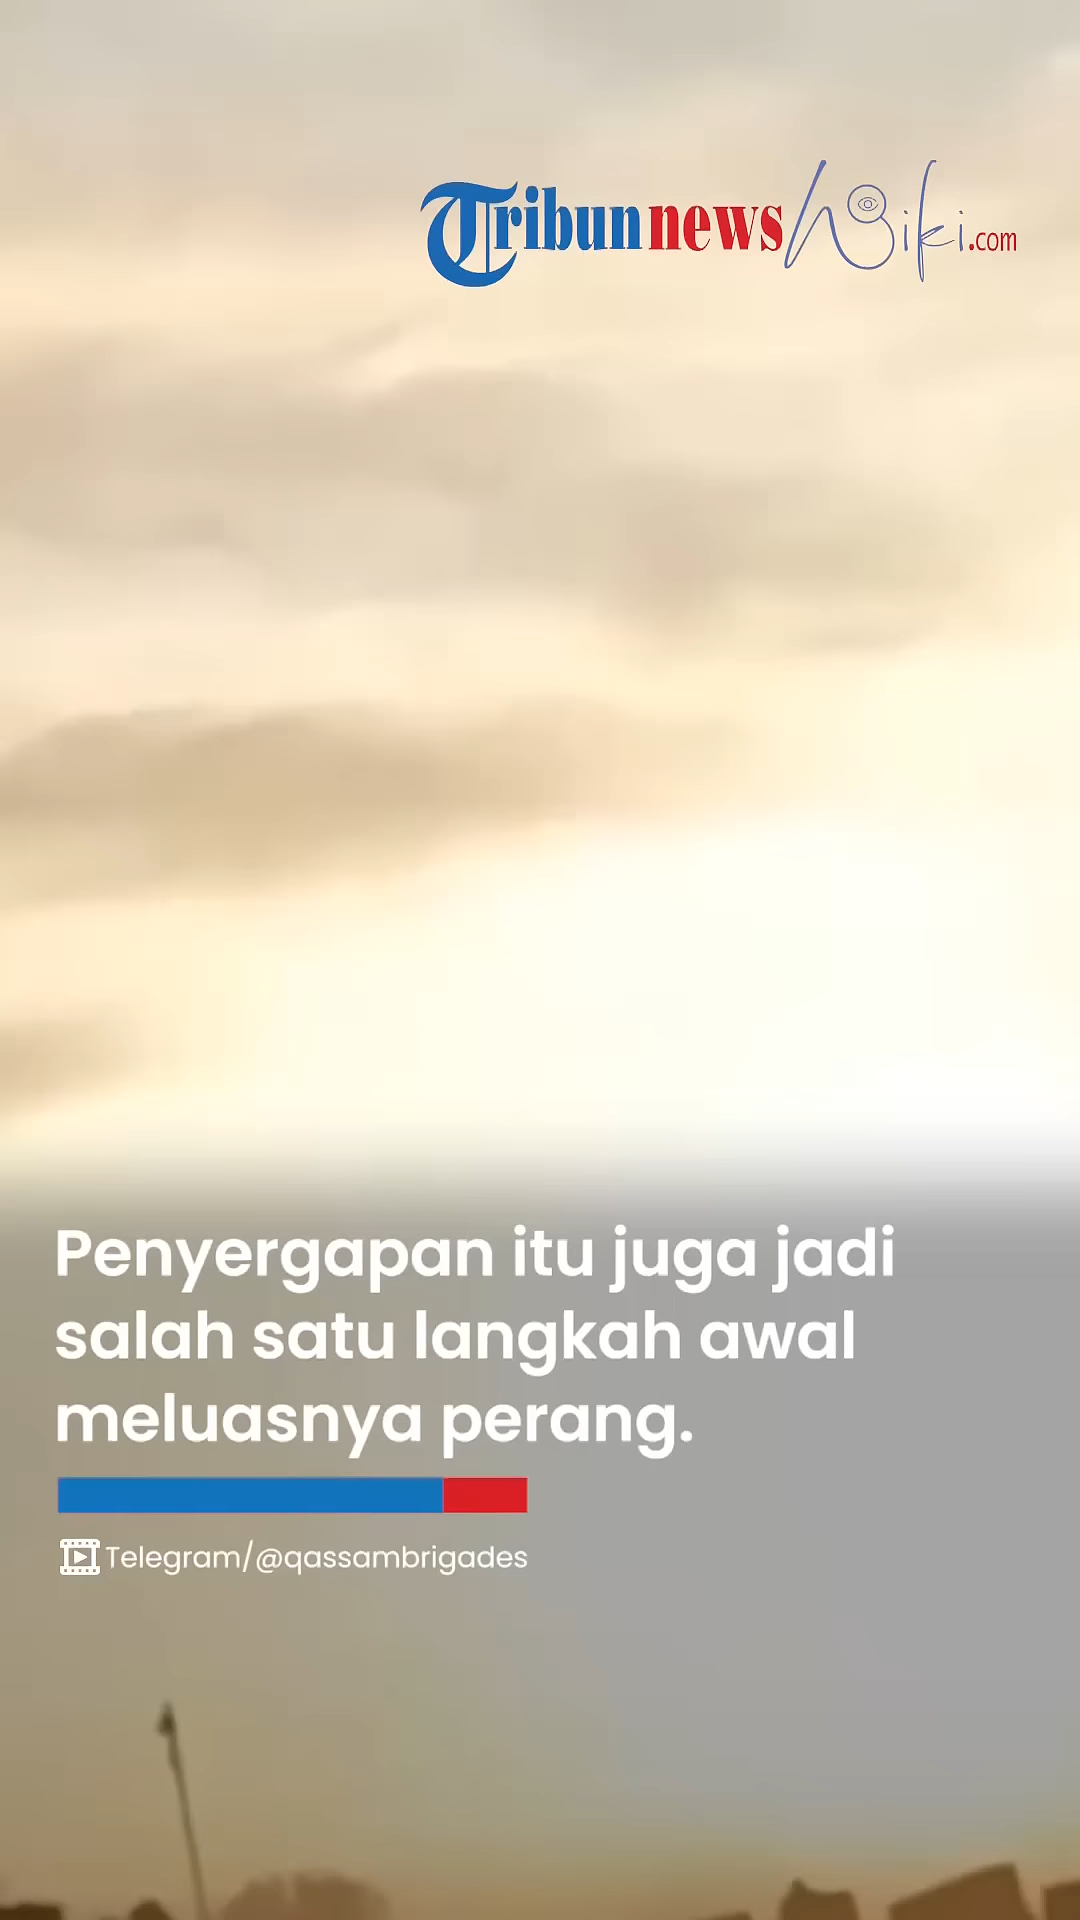 TribunnewsWiki.com
Penyergapan itu juga jadi
salah satu langkah awal
meluasnya perang.
Telegram/@qassambrigades